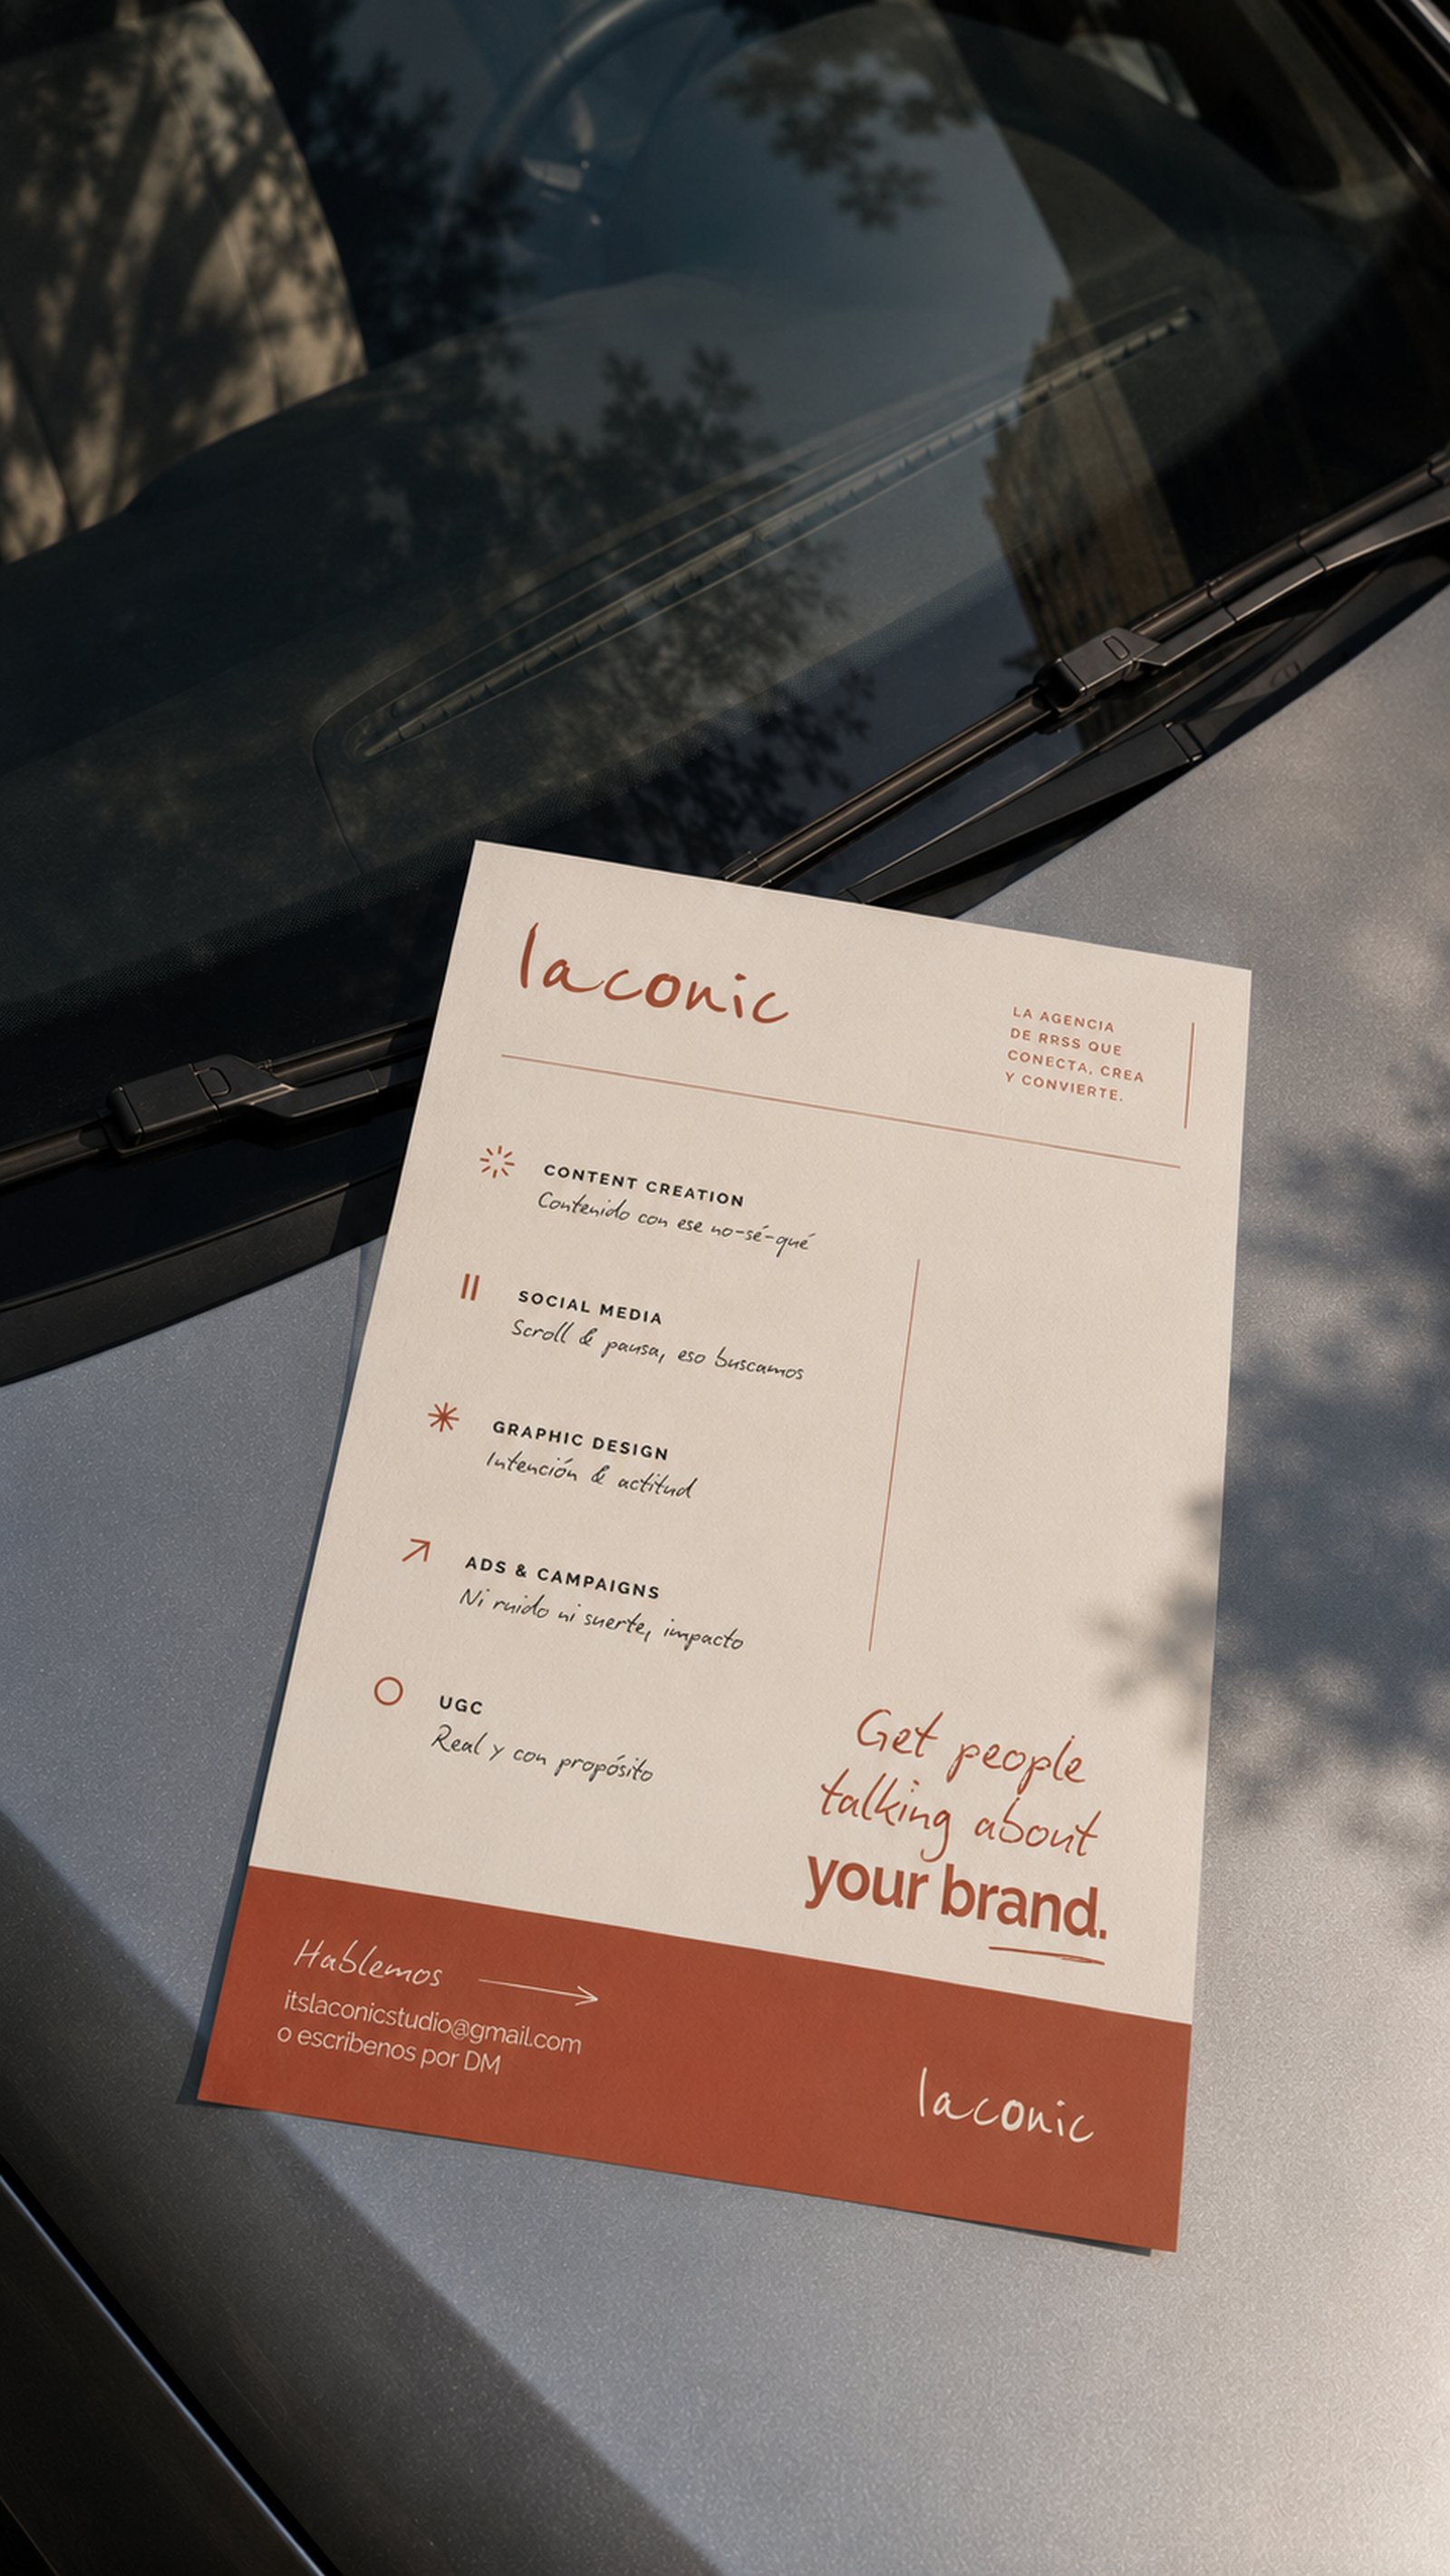 laconic
LA AGENCIA
DE RRSS QUE
CONECTA, CREA
Y CONVIERTE.
CONTENT CREATION
Contenido con ese no-sé-qué
SOCIAL MEDIA
Scroll & pausa, eso buscamos
GRAPHIC DESIGN
Intención & actitud
ADS & CAMPAIGNS
Ni ruido ni suerte, impacto
UGC
Real y con propósito
Get people
talking about
your brand.
Hablemos
itslaconicstudio@gmail.com
o escríbenos por DM
laconic